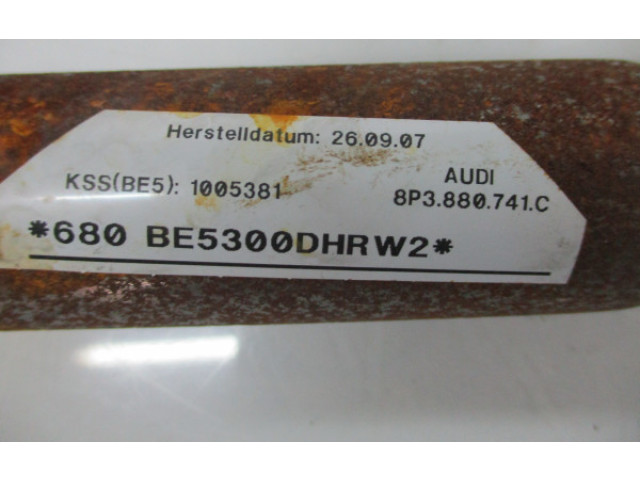 Herstelldatum: 26.09.07
KSS(BE5): 1005381
AUDI
8P3.880.741.C
*680 BE5300DHRW2*